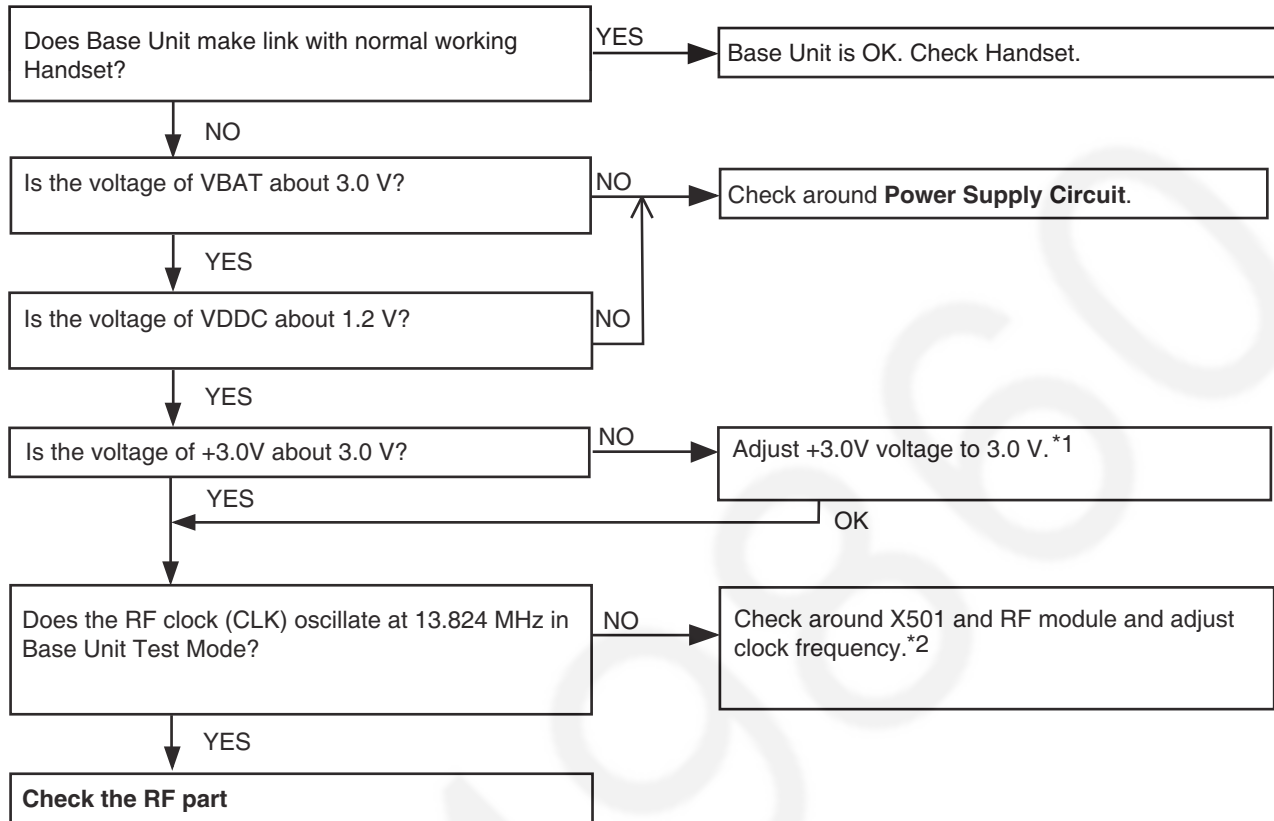 Does Base Unit make link with normal working
Handset?
YES
Base Unit is OK. Check Handset.
NO
Is the voltage of VBAT about 3.0 V?
NO
Check around Power Supply Circuit.
YES
Is the voltage of VDDC about 1.2 V?
NO
YES
Is the voltage of +3.0V about 3.0 V?
NO
Adjust +3.0V voltage to 3.0 V.*1
YES
OK
Does the RF clock (CLK) oscillate at 13.824 MHz in
Base Unit Test Mode?
NO
Check around X501 and RF module and adjust
clock frequency.*2
YES
Check the RF part